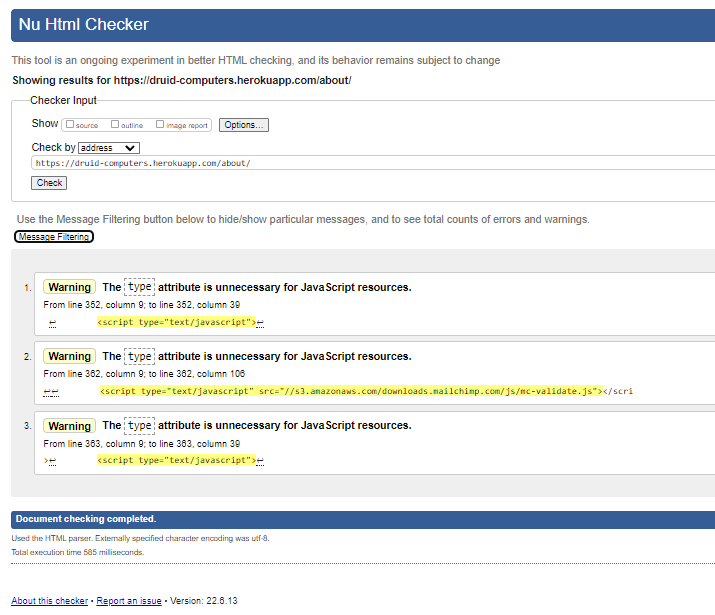 Nu Html Checker
This tool is an ongoing experiment in better HTML checking, and its behavior remains subject to change
Showing results for https://druid-computers.herokuapp.com/about/
Checker Input
Show source outline image report Options...
Check by address
https://druid-computers.herokuapp.com/about/
Check
Use the Message Filtering button below to hide/show particular messages, and to see total counts of errors and warnings.
Message Filtering
1. Warning The type attribute is unnecessary for JavaScript resources.
From line 352, column 9; to line 352, column 39
↩ <script type="text/javascript">↩
2. Warning The type attribute is unnecessary for JavaScript resources.
From line 362, column 9; to line 362, column 106
↩↩ <script type="text/javascript" src="//s3.amazonaws.com/downloads.mailchimp.com/js/mc-validate.js"></scri
3. Warning The type attribute is unnecessary for JavaScript resources.
From line 363, column 9; to line 363, column 39
>↩ <script type="text/javascript">↩
Document checking completed.
Used the HTML parser. Externally specified character encoding was utf-8.
Total execution time 585 milliseconds.
About this checker • Report an issue • Version: 22.6.13